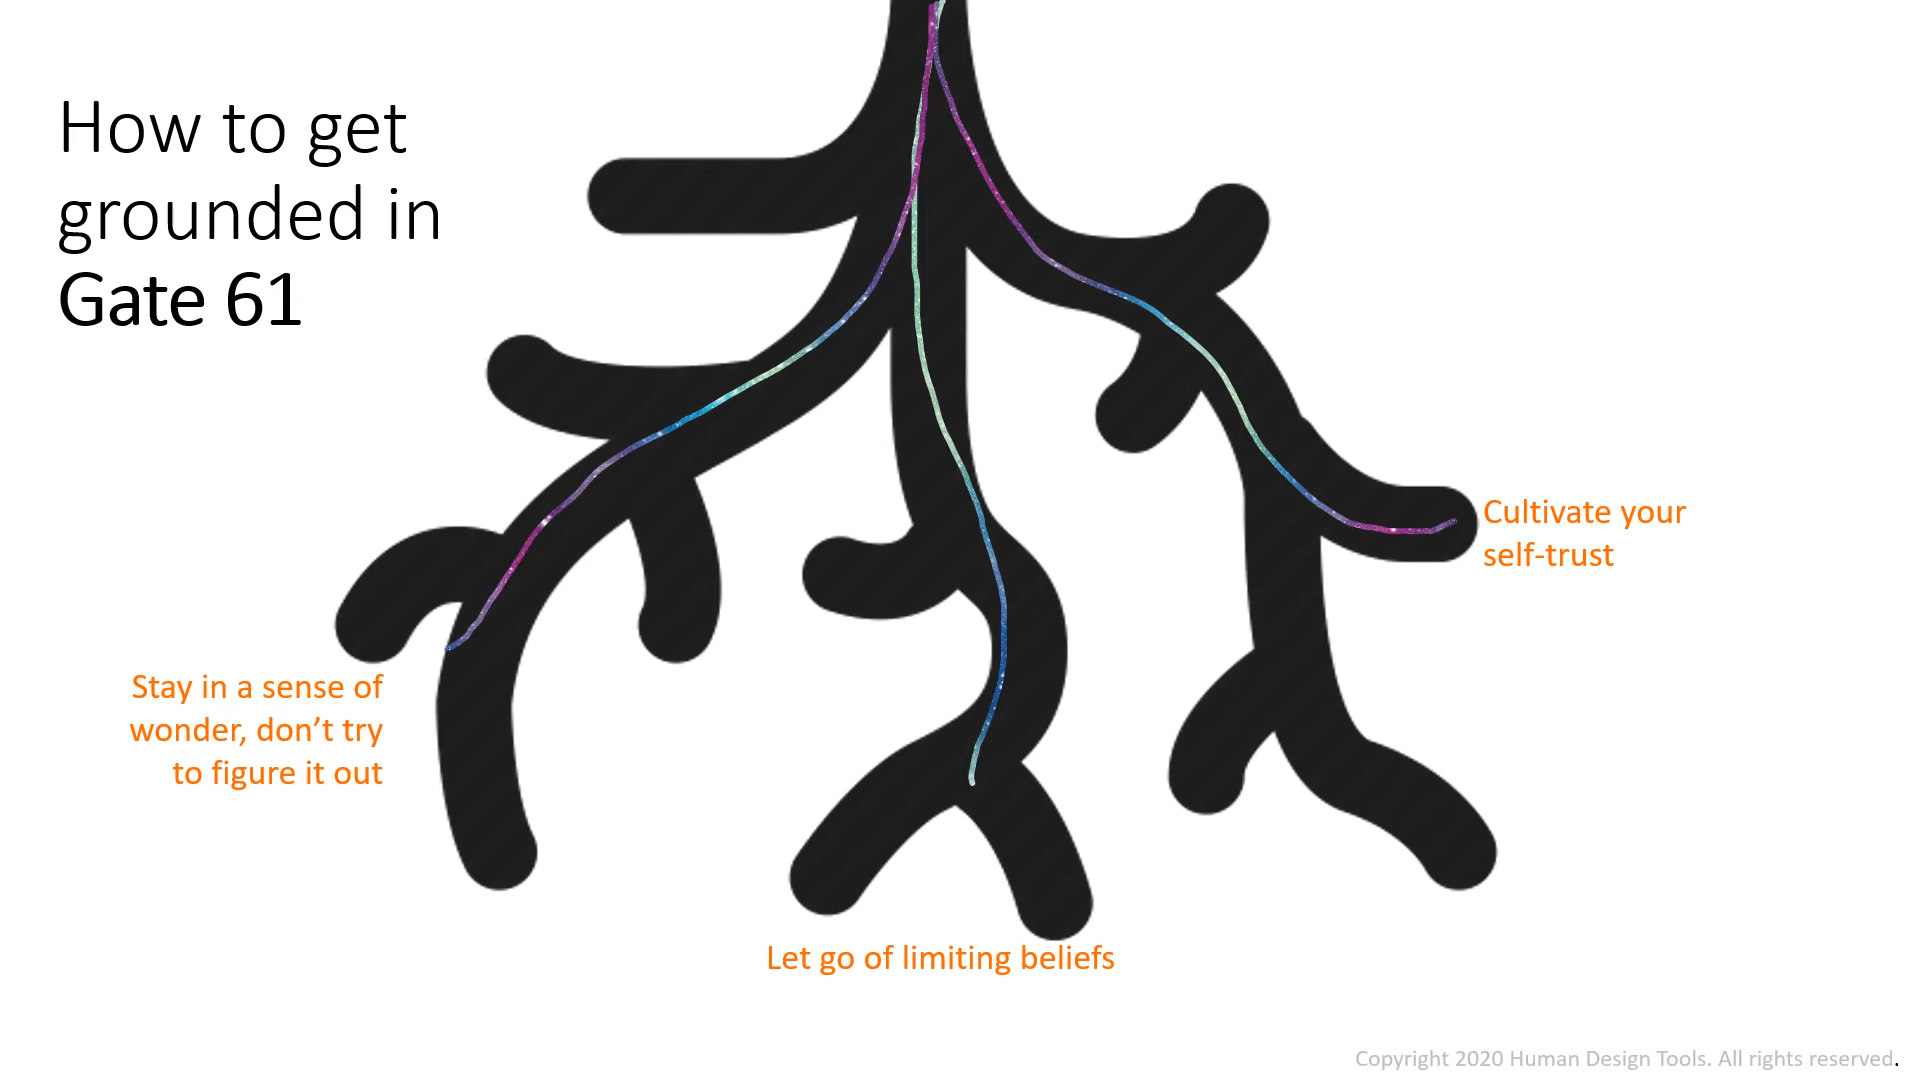 How to get
grounded in
Gate 61
Cultivate your
self-trust
Stay in a sense of
wonder, don’t try
to figure it out
Let go of limiting beliefs
Copyright 2020 Human Design Tools. All rights reserved.